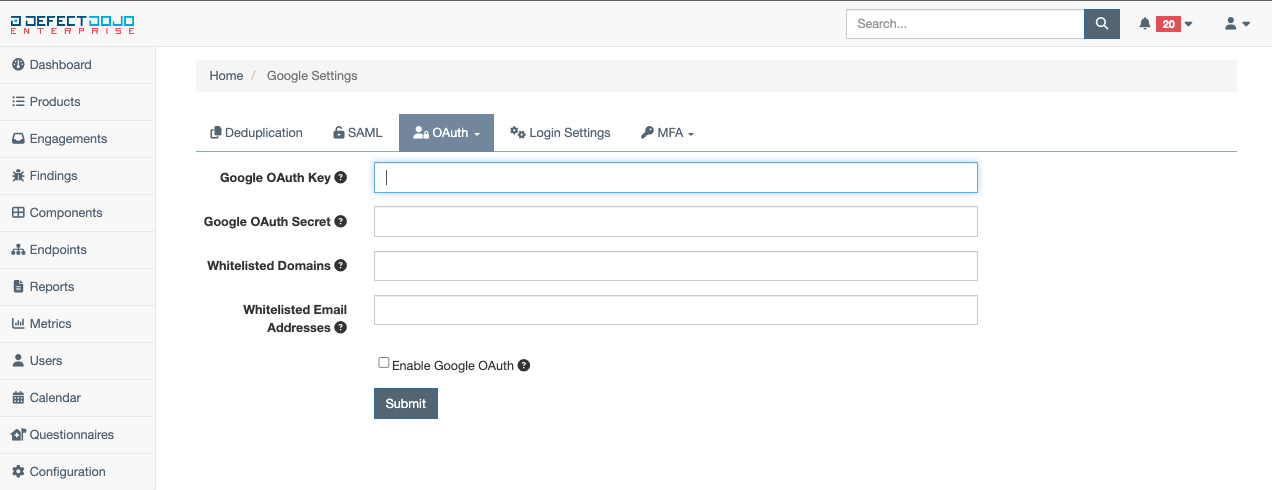 DEFECTDOJO
ENTERPRISE
Search...
20
Dashboard
Products
Engagements
Findings
Components
Endpoints
Reports
Metrics
Users
Calendar
Questionnaires
Configuration
Home / Google Settings
Deduplication SAML OAuth Login Settings MFA
Google OAuth Key ?
Google OAuth Secret ?
Whitelisted Domains ?
Whitelisted Email
Addresses ?
Enable Google OAuth ?
Submit